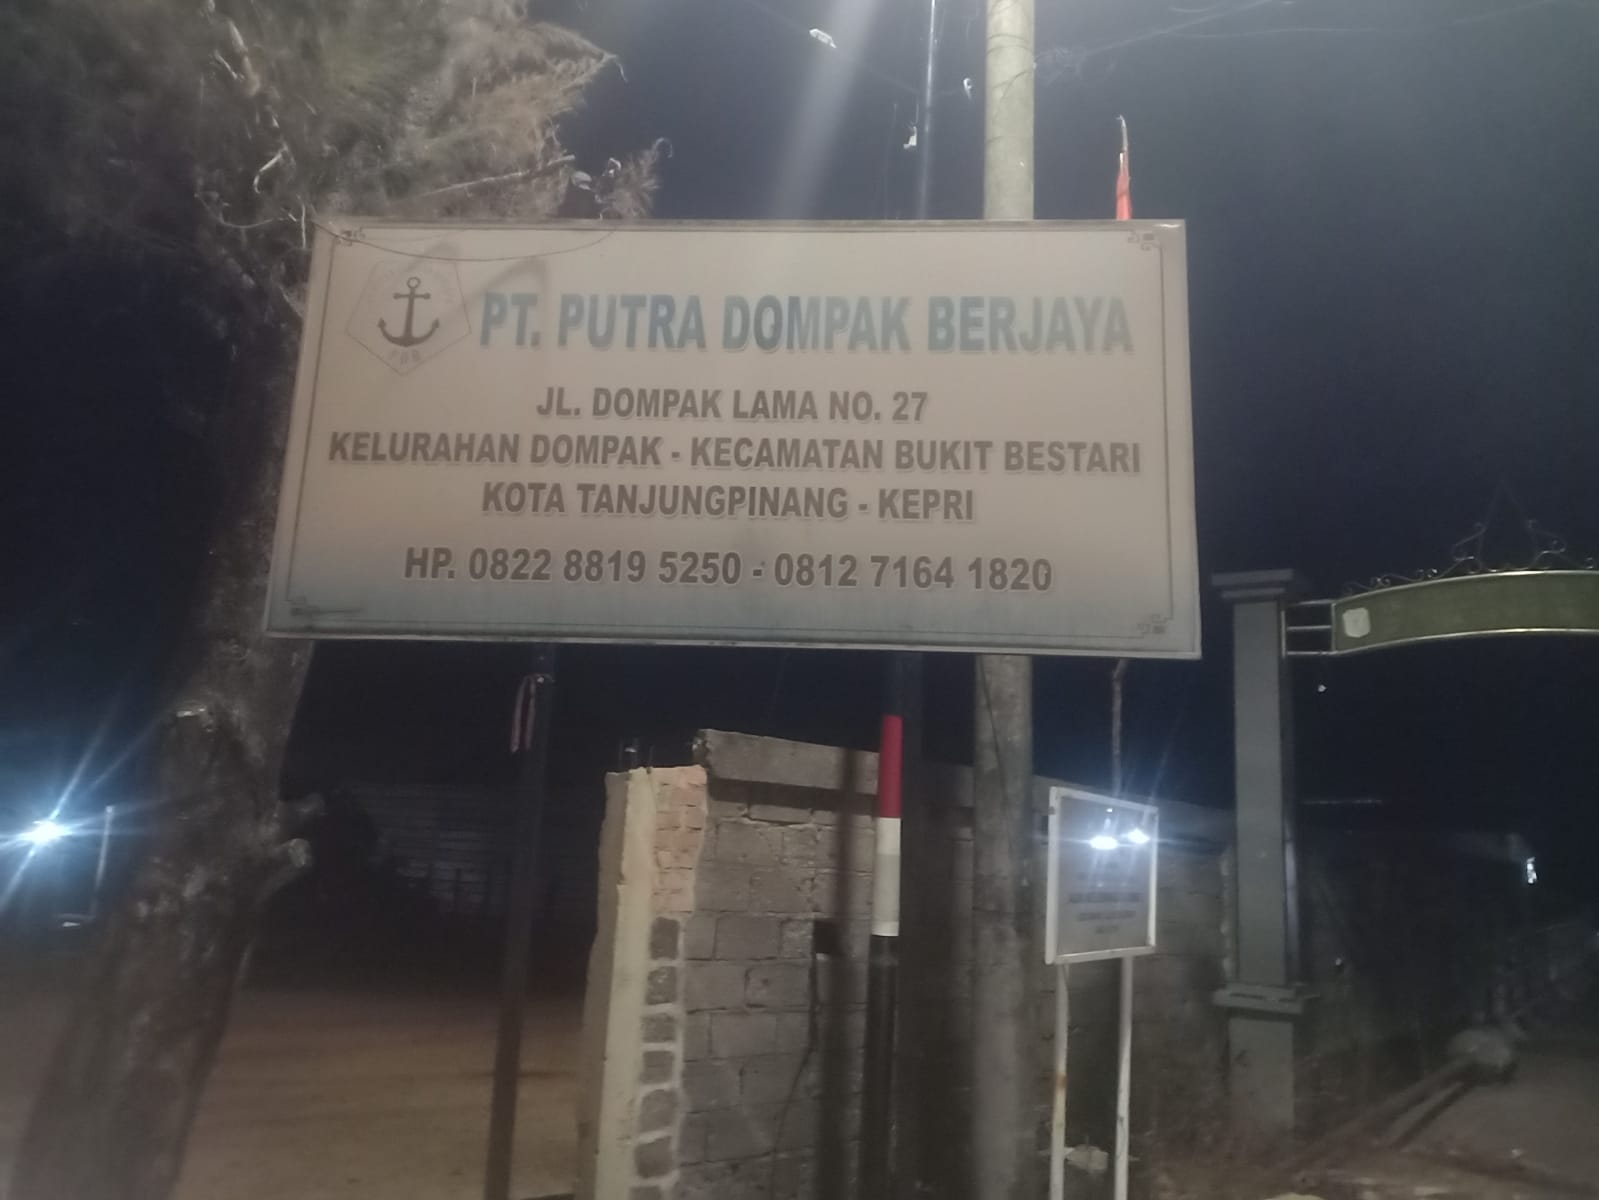 PT. PUTRA DOMPAK BERJAYA
JL. DOMPAK LAMA NO. 27
KELURAHAN DOMPAK - KECAMATAN BUKIT BESTARI
KOTA TANJUNGPINANG - KEPRI
HP. 0822 8819 5250 - 0812 7164 1820